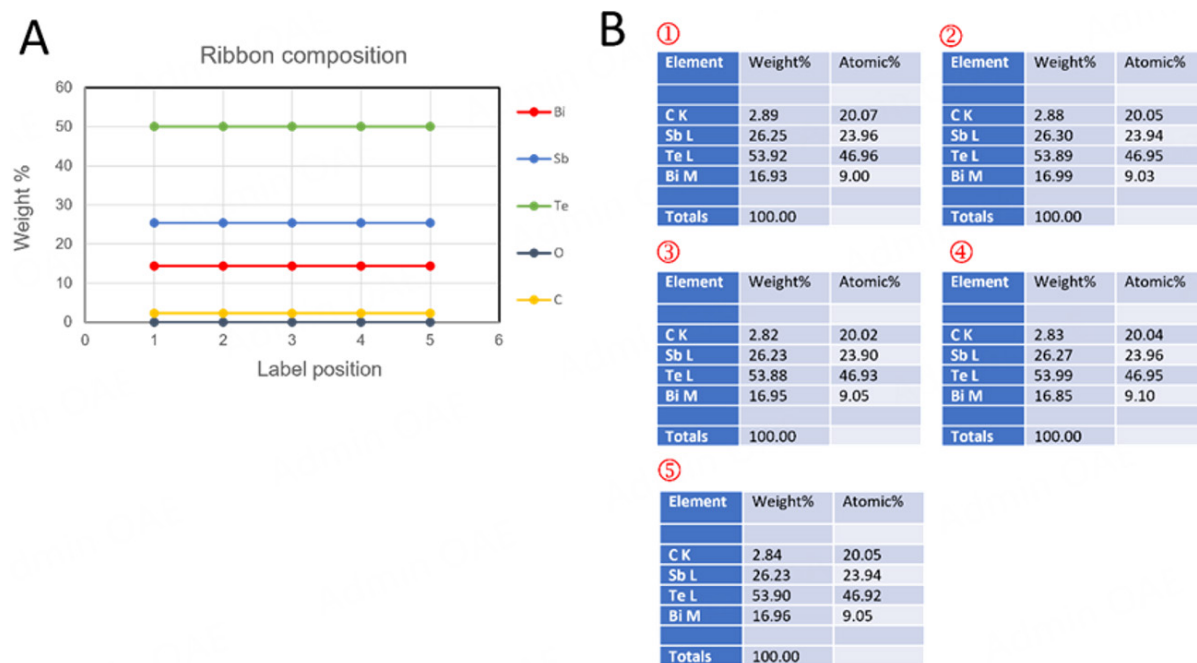 A
Ribbon composition
60
50
40
30
20
10
0
Weight %
0 1 2 3 4 5 6
Label position
Bi
Sb
Te
O
C
B
①
Element Weight% Atomic%
C K 2.89 20.07
Sb L 26.25 23.96
Te L 53.92 46.96
Bi M 16.93 9.00
Totals 100.00
②
Element Weight% Atomic%
C K 2.88 20.05
Sb L 26.30 23.94
Te L 53.89 46.95
Bi M 16.99 9.03
Totals 100.00
③
Element Weight% Atomic%
C K 2.82 20.02
Sb L 26.23 23.90
Te L 53.88 46.93
Bi M 16.95 9.05
Totals 100.00
④
Element Weight% Atomic%
C K 2.83 20.04
Sb L 26.27 23.96
Te L 53.99 46.95
Bi M 16.85 9.10
Totals 100.00
⑤
Element Weight% Atomic%
C K 2.84 20.05
Sb L 26.23 23.94
Te L 53.90 46.92
Bi M 16.96 9.05
Totals 100.00